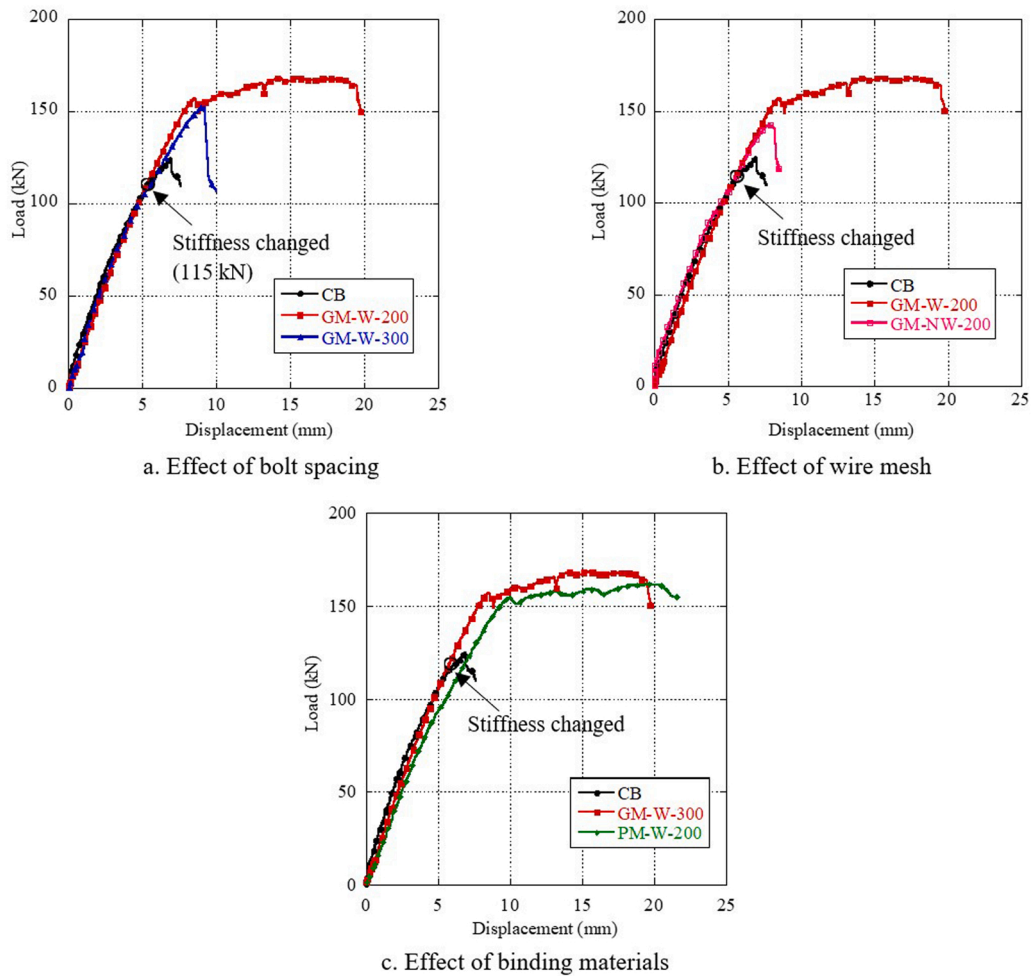 200
150
100
50
0
Load (kN)
Stiffness changed
(115 kN)
CB
GM-W-200
GM-W-300
0 5 10 15 20 25
Displacement (mm)
a. Effect of bolt spacing
200
150
100
50
0
Load (kN)
Stiffness changed
CB
GM-W-200
GM-NW-200
0 5 10 15 20 25
Displacement (mm)
b. Effect of wire mesh
200
150
100
50
0
Load (kN)
Stiffness changed
CB
GM-W-300
PM-W-200
0 5 10 15 20 25
Displacement (mm)
c. Effect of binding materials